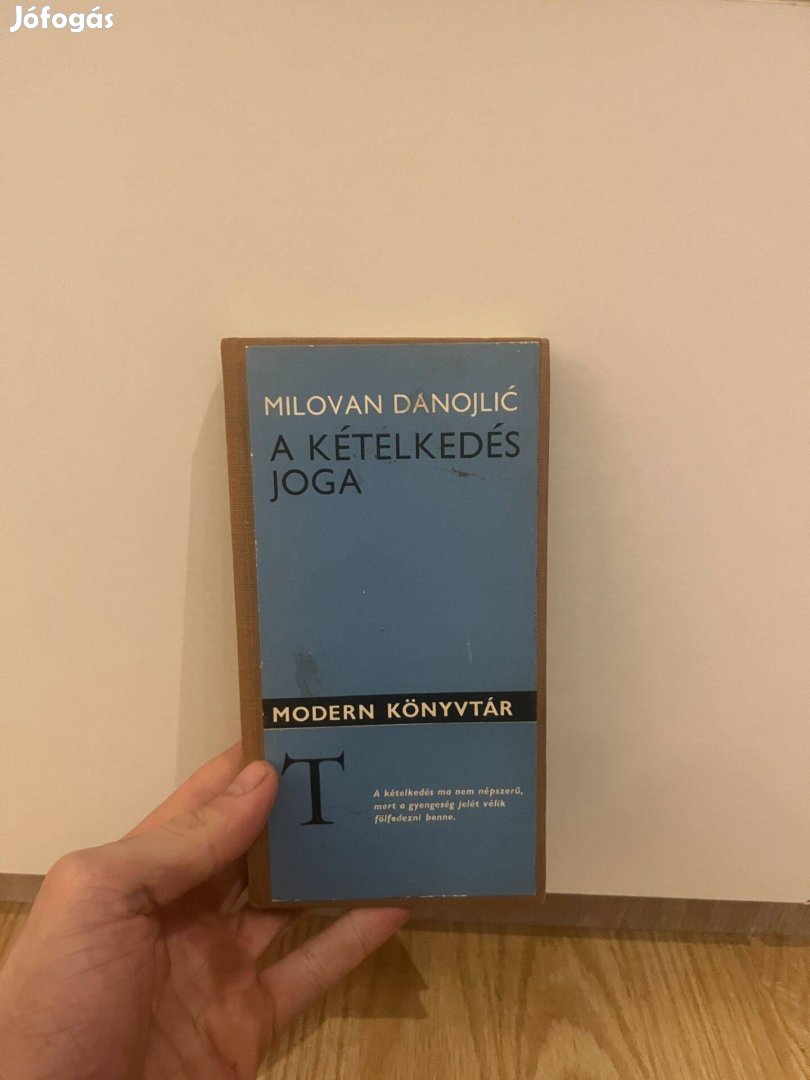 Jófogás
MILOVAN DANOJLIĆ
A KÉTELKEDÉS
JOGA
MODERN KÖNYVTÁR
T
A kételkedés ma nem népszerű,
mert a gyengeség jelét vélik
fölfedezni benne.